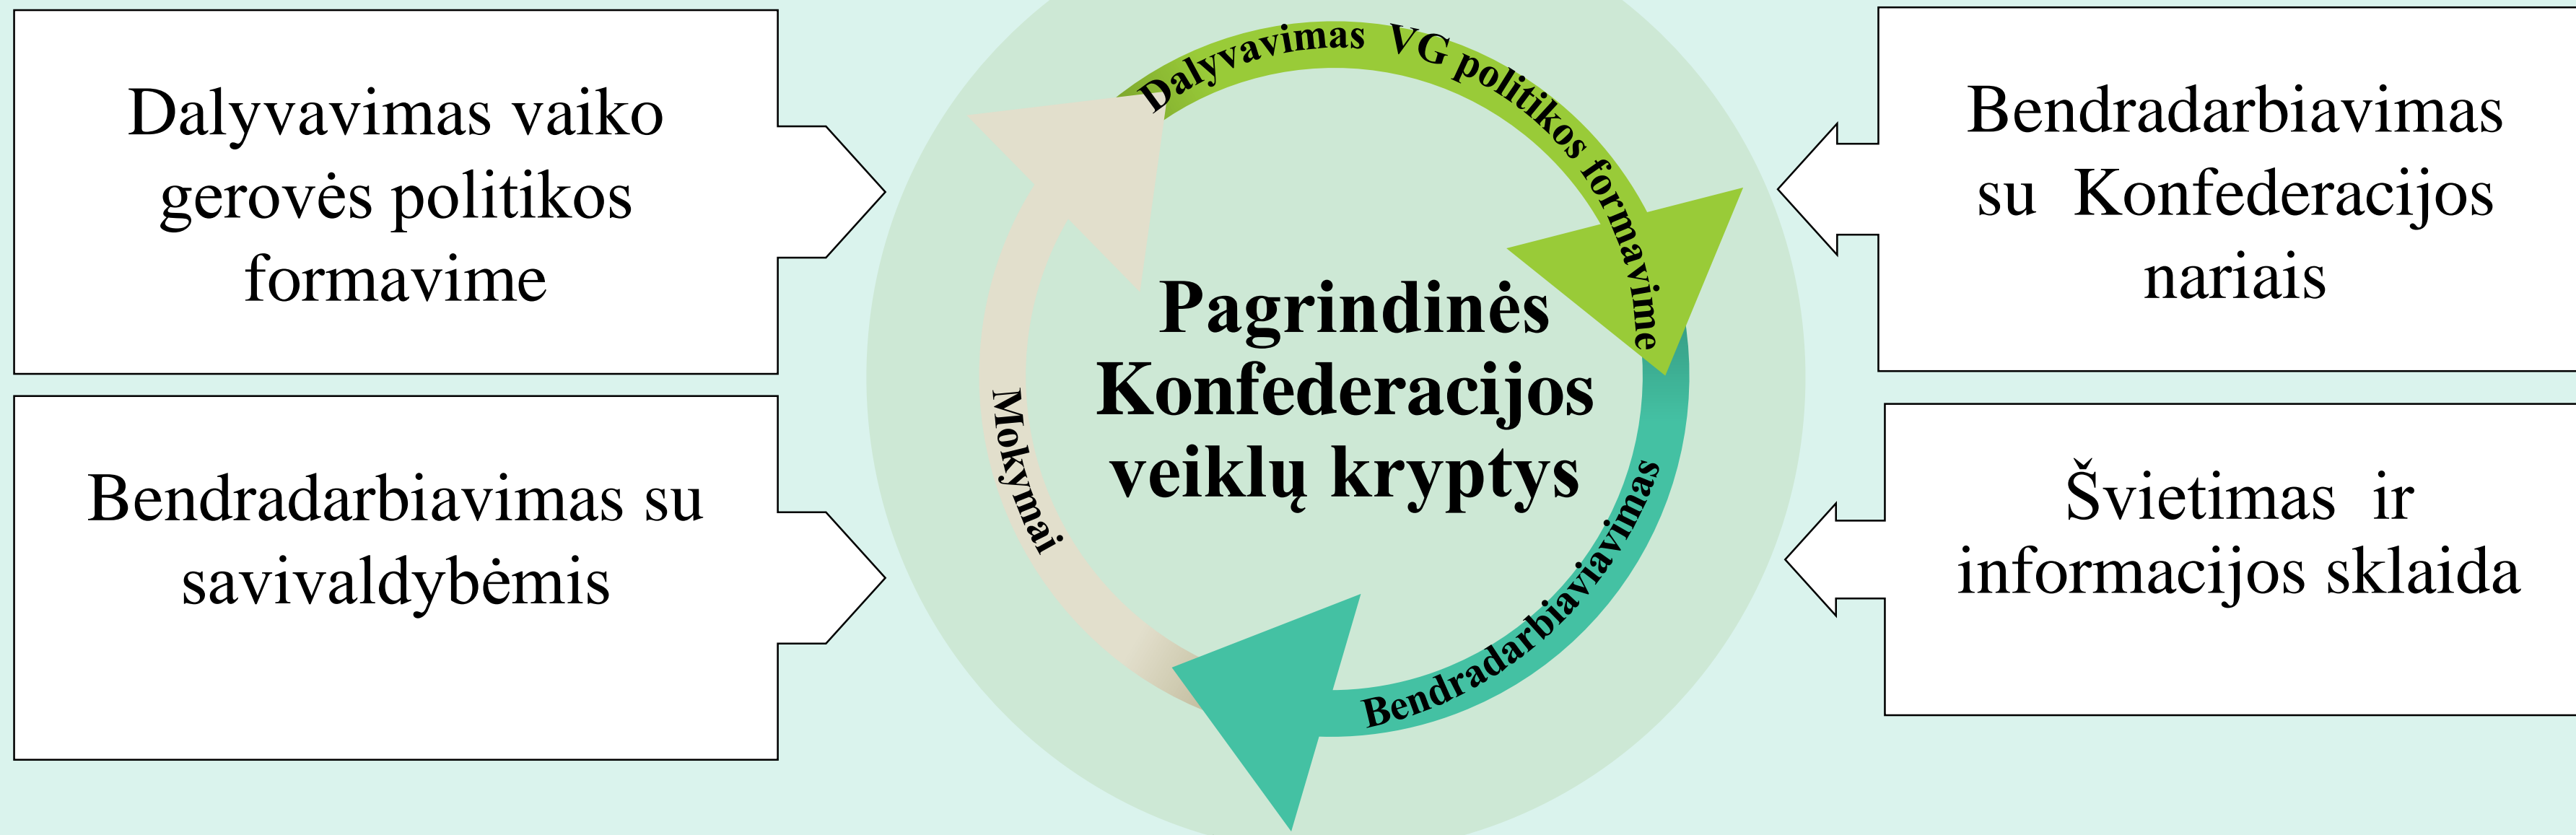 Dalyvavimas vaiko
gerovės politikos
formavime
Bendradarbiavimas su
savivaldybėmis
Dalyvavimas VG politikos formavime
Bendradarbiaviavimas
Mokymai
Pagrindinės
Konfederacijos
veiklų kryptys
Bendradarbiavimas
su Konfederacijos
nariais
Švietimas ir
informacijos sklaida